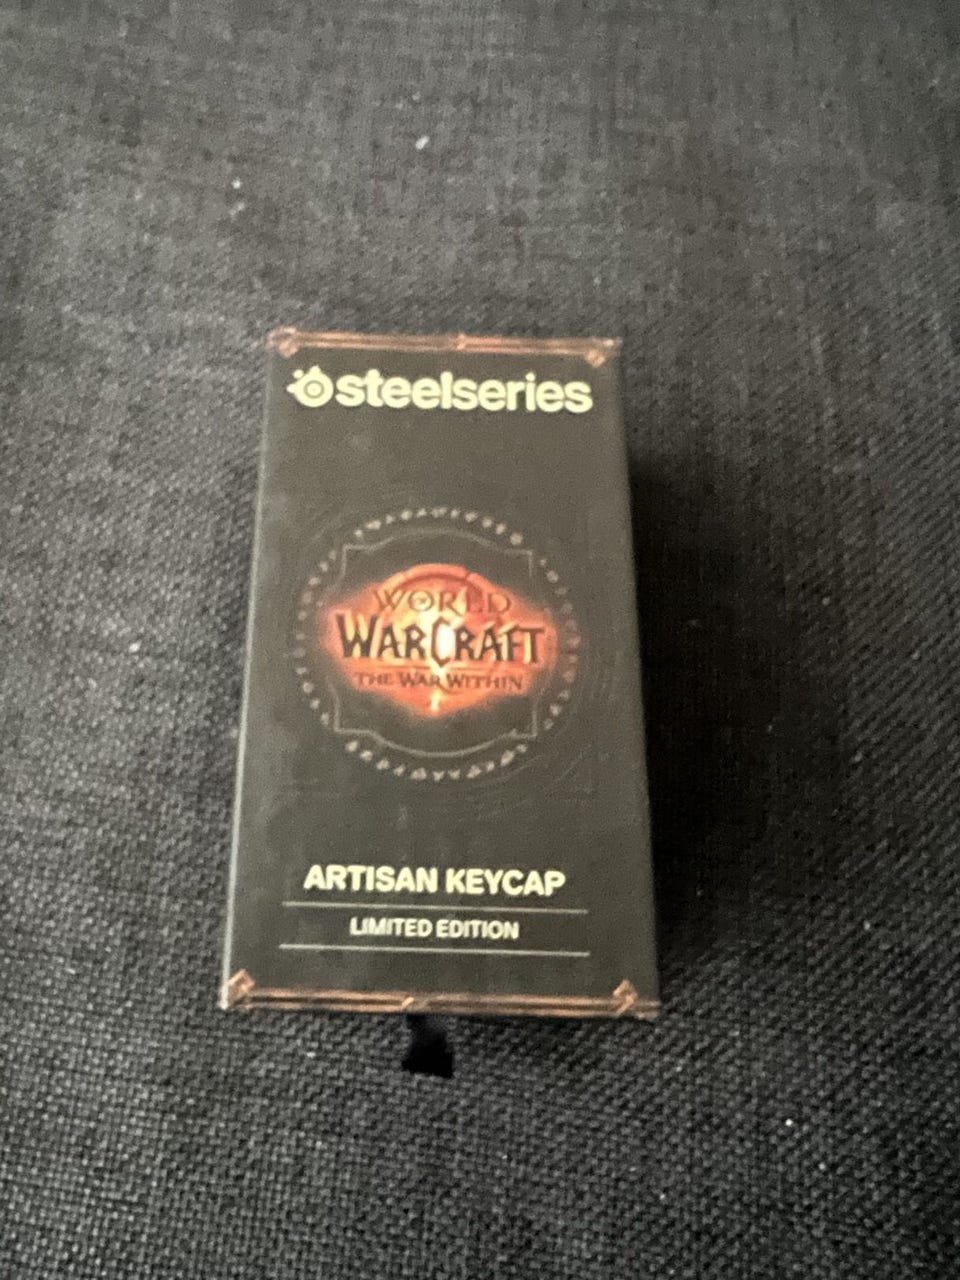 steelseries
WORLD
WARCRAFT
THE WAR WITHIN
ARTISAN KEYCAP
LIMITED EDITION